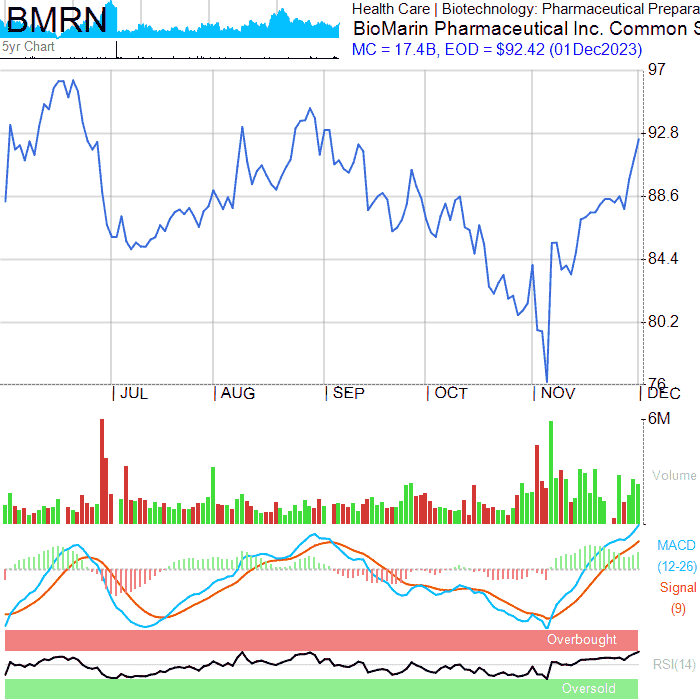 BMRN
5yr Chart
Health Care | Biotechnology: Pharmaceutical Prepara
BioMarin Pharmaceutical Inc. Common S
MC = 17.4B, EOD = $92.42 (01Dec2023)
97
92.8
88.6
84.4
80.2
76
JUL AUG SEP OCT NOV DEC
6M
Volume
MACD
(12-26)
Signal
(9)
Overbought
RSI(14)
Oversold